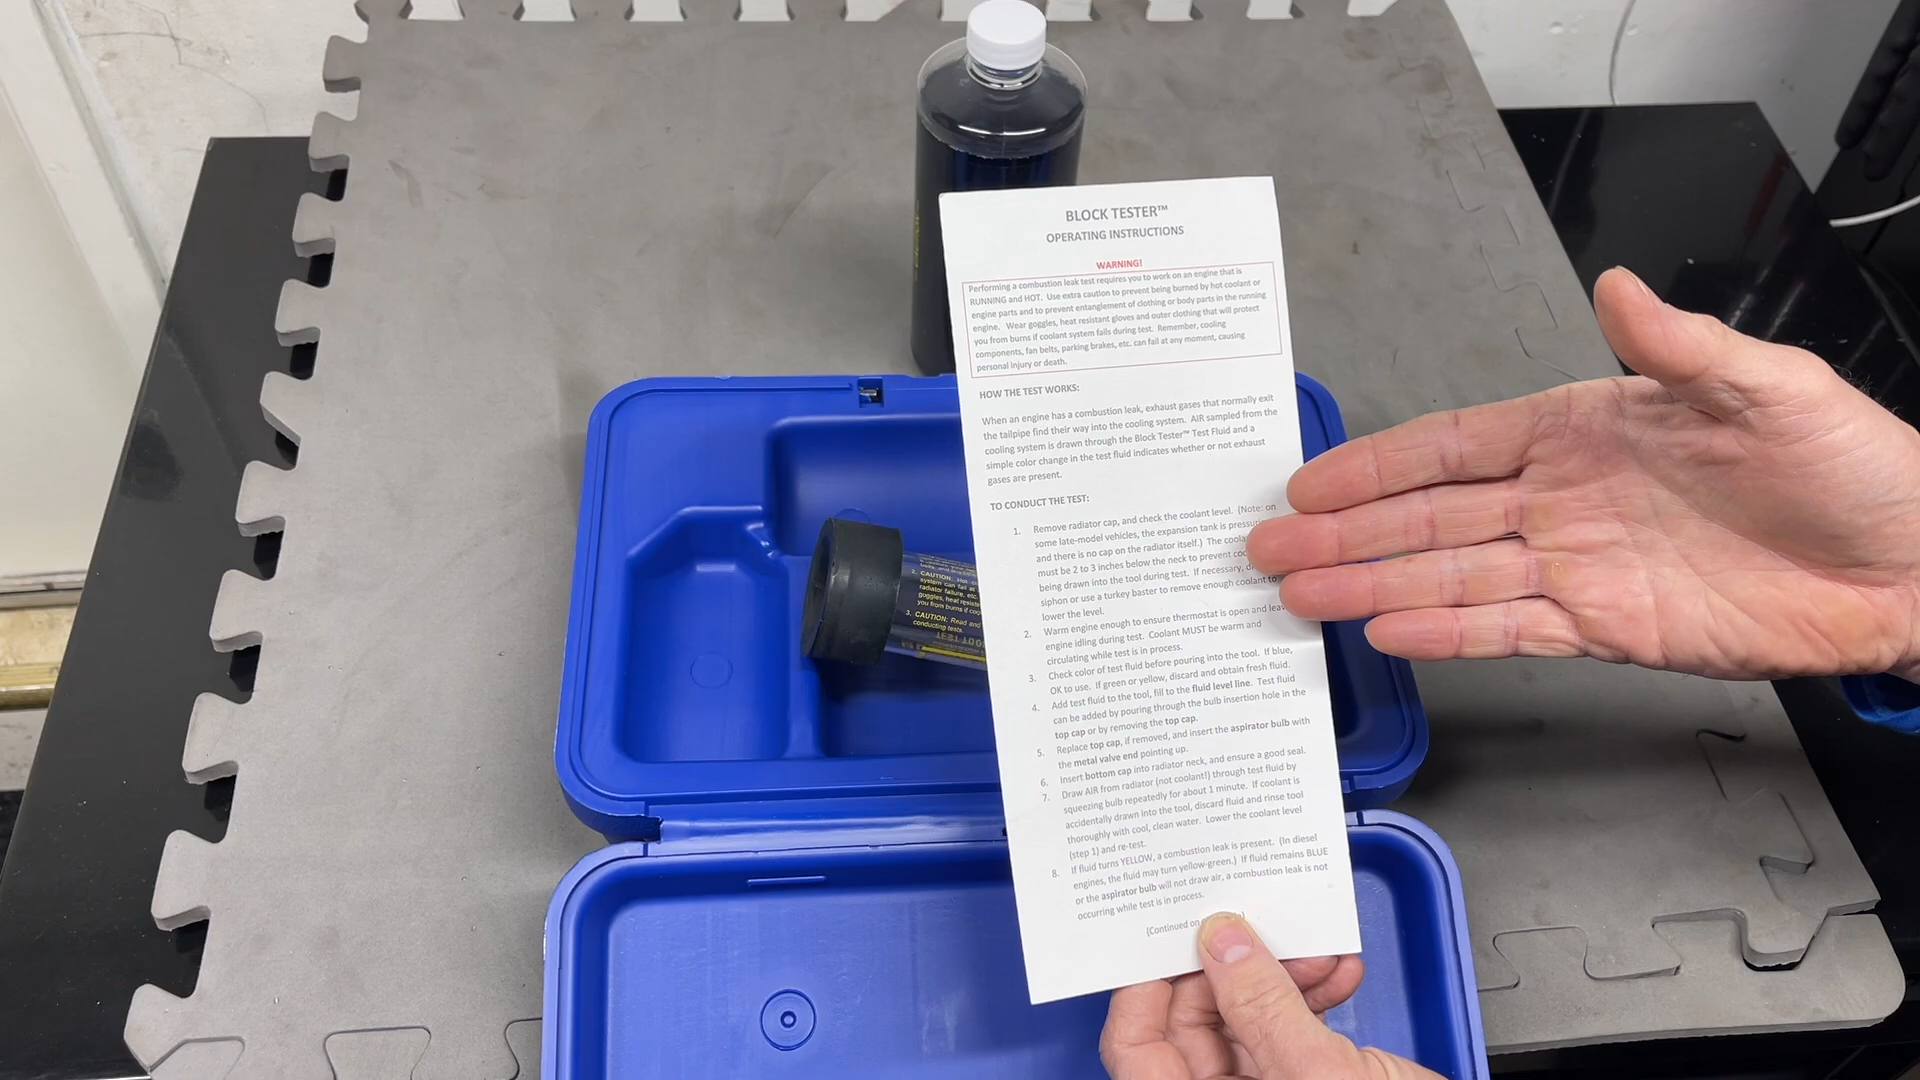 BLOCK TESTER™
OPERATING INSTRUCTIONS
WARNING!
Performing a combustion leak test requires you to work on an engine that is
RUNNING and HOT. Use extra caution to prevent being burned by hot coolant or
engine parts and to prevent entanglement of clothing or body parts in the running
engine. Wear goggles, heat resistant gloves and outer clothing that will protect
you from burns if coolant system fails during test. Remember, cooling
components, fan belts, parking brakes, etc. can fail at any moment, causing
personal injury or death.
HOW THE TEST WORKS:
When an engine has a combustion leak, exhaust gases that normally exit
the tailpipe find their way into the cooling system. AIR sampled from the
cooling system is drawn through the Block Tester™ Test Fluid and a
simple color change in the test fluid indicates whether or not exhaust
gases are present.
TO CONDUCT THE TEST:
1. Remove radiator cap, and check the coolant level. (Note: on
some late-model vehicles, the expansion tank is
and there is no cap on the radiator itself.) The
must be 2 to 3 inches below the neck to prevent
being drawn into the tool during test. If necessary,
siphon or use a turkey baster to remove enough coolant to
lower the level.
2. Warm engine enough to ensure thermostat is open and
engine idling during test. Coolant MUST be warm and
circulating while test is in process.
3. Check color of test fluid before pouring into the tool. If blue,
OK to use. If green or yellow, discard and obtain fresh fluid.
4. Add test fluid to the tool, fill to the fluid level line. Test fluid
can be added by pouring through the bulb insertion hole in the
top cap or by removing the top cap.
5. Replace top cap, if removed, and insert the aspirator bulb with
the metal valve end pointing up.
6. Insert bottom cap into radiator neck, and ensure a good seal.
7. Draw AIR from radiator (not coolant!) through test fluid by
squeezing bulb repeatedly for about 1 minute. If coolant is
accidentally drawn into the tool, discard fluid and rinse tool
thoroughly with cool, clean water. Lower the coolant level
(step 1) and re-test.
8. If fluid turns YELLOW, a combustion leak is present. (In diesel
engines, the fluid may turn yellow-green.) If fluid remains BLUE
or the aspirator bulb will not draw air, a combustion leak is not
occurring while test is in process.
(Continued on
2. CAUTION: Hot
system can fail at
radiator failure, etc.
goggles, heat
you from burns if
3. CAUTION: Read and
conducting tests.